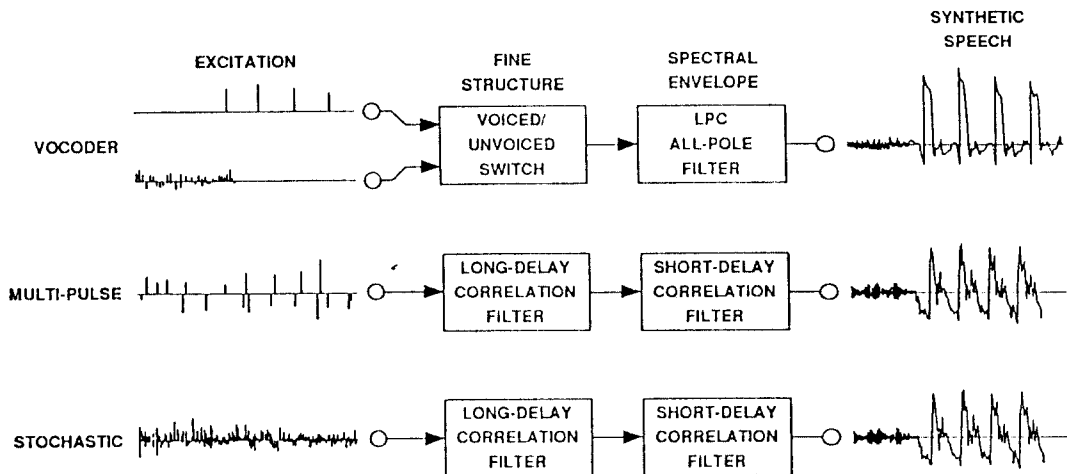 SYNTHETIC
SPEECH
EXCITATION
FINE
STRUCTURE
SPECTRAL
ENVELOPE
VOCODER
VOICED/
UNVOICED
SWITCH
LPC
ALL-POLE
FILTER
MULTI-PULSE
LONG-DELAY
CORRELATION
FILTER
SHORT-DELAY
CORRELATION
FILTER
STOCHASTIC
LONG-DELAY
CORRELATION
FILTER
SHORT-DELAY
CORRELATION
FILTER